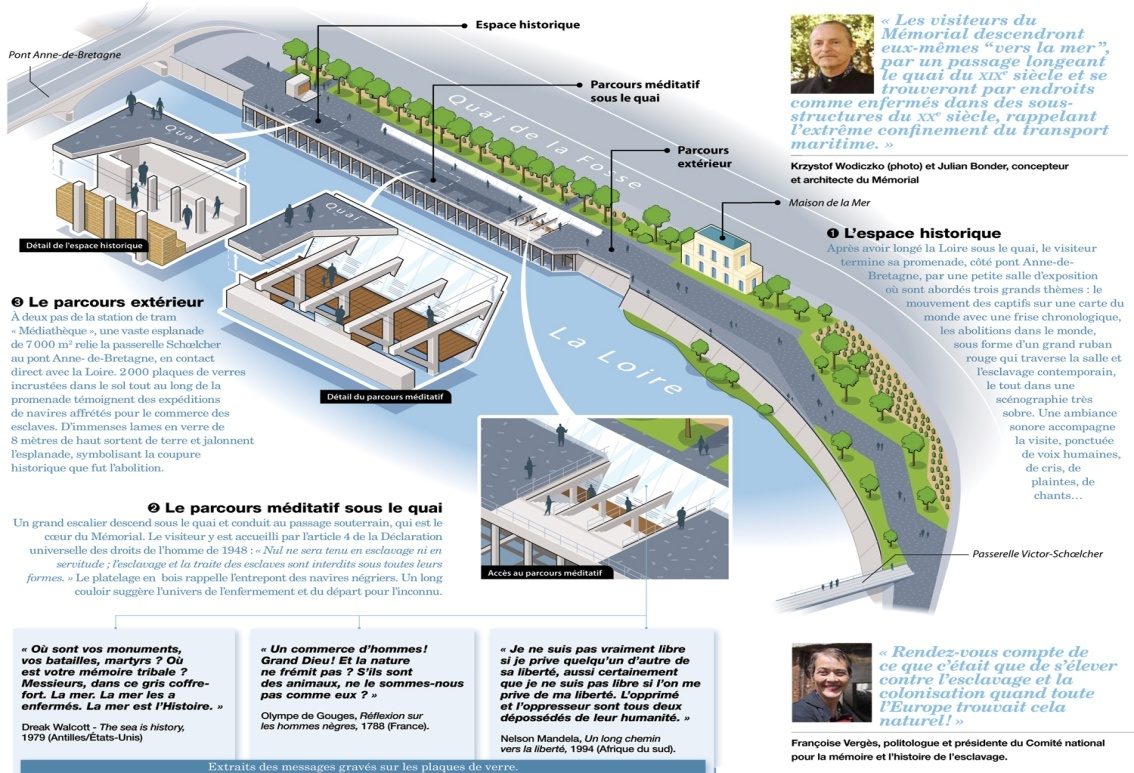 Espace historique
Pont Anne-de-Bretagne
Parcours méditatif
sous le quai
Quai de la Fosse
Parcours
extérieur
Maison de la Mer
Quai
Quai
Détail de l'espace historique
Détail du parcours méditatif
La Loire
« Les visiteurs du
Mémorial descendront
eux-mêmes “vers la mer”,
par un passage longeant
le quai du XIXe siècle et se
trouveront par endroits
comme enfermés dans des sous-
structures du XXe siècle, rappelant
l'extrême confinement du transport
maritime. »
Krzystof Wodiczko (photo) et Julian Bonder, concepteur
et architecte du Mémorial
❶ L'espace historique
Après avoir longé la Loire sous le quai, le visiteur
termine sa promenade, côté pont Anne-de-
Bretagne, par une petite salle d'exposition
où sont abordés trois grands thèmes : le
mouvement des captifs sur une carte du
monde avec une frise chronologique,
les abolitions dans le monde,
sous forme d'un grand ruban
rouge qui traverse la salle et
l'esclavage contemporain,
le tout dans une
scénographie très
sobre. Une ambiance
sonore accompagne
la visite, ponctuée
de voix humaines,
de cris, de
plaintes, de
chants…
❸ Le parcours extérieur
À deux pas de la station de tram
« Médiathèque », une vaste esplanade
de 7 000 m² relie la passerelle Schœlcher
au pont Anne- de-Bretagne, en contact
direct avec la Loire. 2 000 plaques de verres
incrustées dans le sol tout au long de la
promenade témoignent des expéditions
de navires affrétés pour le commerce des
esclaves. D'immenses lames en verre de
8 mètres de haut sortent de terre et jalonnent
l'esplanade, symbolisant la coupure
historique que fut l'abolition.
❷ Le parcours méditatif sous le quai
Un grand escalier descend sous le quai et conduit au passage souterrain, qui est le
cœur du Mémorial. Le visiteur y est accueilli par l'article 4 de la Déclaration
universelle des droits de l'homme de 1948 : « Nul ne sera tenu en esclavage ni en
servitude ; l'esclavage et la traite des esclaves sont interdits sous toutes leurs
formes. » Le platelage en bois rappelle l'entrepont des navires négriers. Un long
couloir suggère l'univers de l'enfermement et du départ pour l'inconnu.
Accès au parcours méditatif
Passerelle Victor-Schœlcher
« Où sont vos monuments,
vos batailles, martyrs ? Où
est votre mémoire tribale ?
Messieurs, dans ce gris coffre-
fort. La mer. La mer les a
enfermés. La mer est l'Histoire. »
Dreak Walcott - The sea is history,
1979 (Antilles/États-Unis)
« Un commerce d'hommes !
Grand Dieu ! Et la nature
ne frémit pas ? S'ils sont
des animaux, ne le sommes-nous
pas comme eux ? »
Olympe de Gouges, Réflexion sur
les hommes nègres, 1788 (France).
« Je ne suis pas vraiment libre
si je prive quelqu'un d'autre de
sa liberté, aussi certainement
que je ne suis pas libre si l'on me
prive de ma liberté. L'opprimé
et l'oppresseur sont tous deux
dépossédés de leur humanité. »
Nelson Mandela, Un long chemin
vers la liberté, 1994 (Afrique du sud).
Extraits des messages gravés sur les plaques de verre.
« Rendez-vous compte de
ce que c'était que de s'élever
contre l'esclavage et la
colonisation quand toute
l'Europe trouvait cela
naturel ! »
Françoise Vergès, politologue et présidente du Comité national
pour la mémoire et l'histoire de l'esclavage.